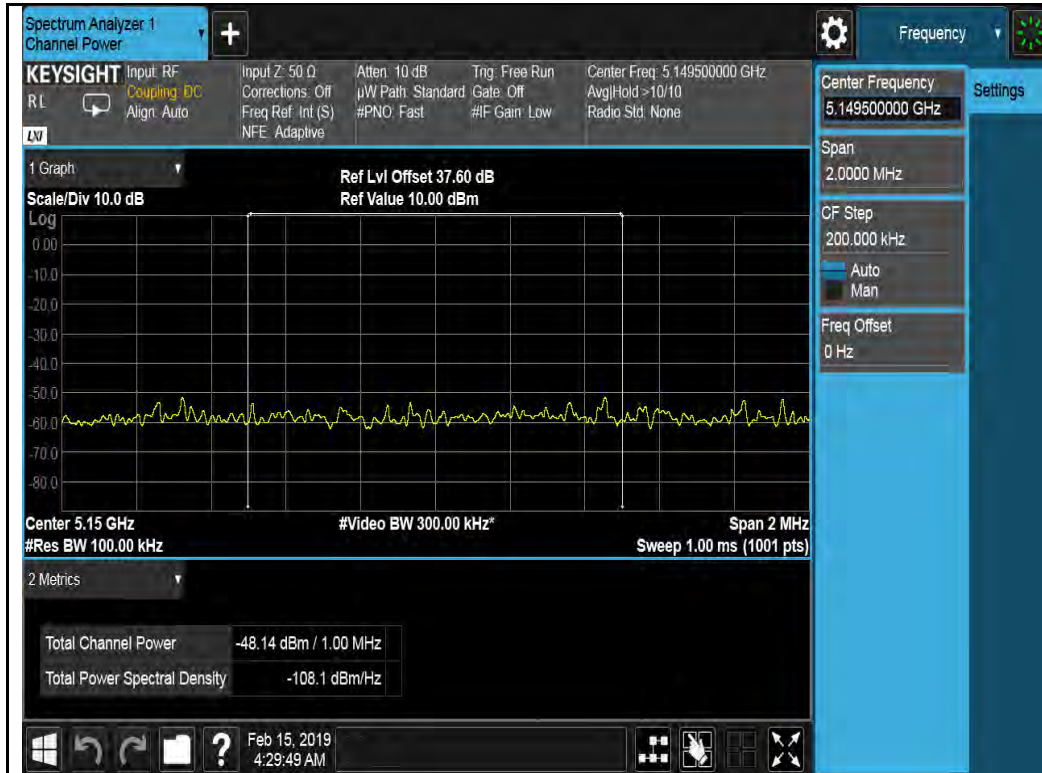 Spectrum Analyzer 1
Channel Power
+
Frequency
KEYSIGHT
RL
LXI
Input: RF
Coupling: DC
Align: Auto
Input Z: 50 Ω
Corrections: Off
Freq Ref: Int (S)
NFE: Adaptive
Atten: 10 dB
µW Path: Standard
#PNO: Fast
Trig: Free Run
Gate: Off
#IF Gain: Low
Center Freq: 5.149500000 GHz
Avg|Hold:>10/10
Radio Std: None
Center Frequency
5.149500000 GHz
Settings
Span
2.0000 MHz
CF Step
200.000 kHz
Auto
Man
Freq Offset
0 Hz
1 Graph
Scale/Div 10.0 dB
Ref Lvl Offset 37.60 dB
Ref Value 10.00 dBm
Log
0.00
-10.0
-20.0
-30.0
-40.0
-50.0
-60.0
-70.0
-80.0
Center 5.15 GHz
#Video BW 300.00 kHz*
Span 2 MHz
#Res BW 100.00 kHz
Sweep 1.00 ms (1001 pts)
2 Metrics
Total Channel Power -48.14 dBm / 1.00 MHz
Total Power Spectral Density -108.1 dBm/Hz
?
Feb 15, 2019
4:29:49 AM